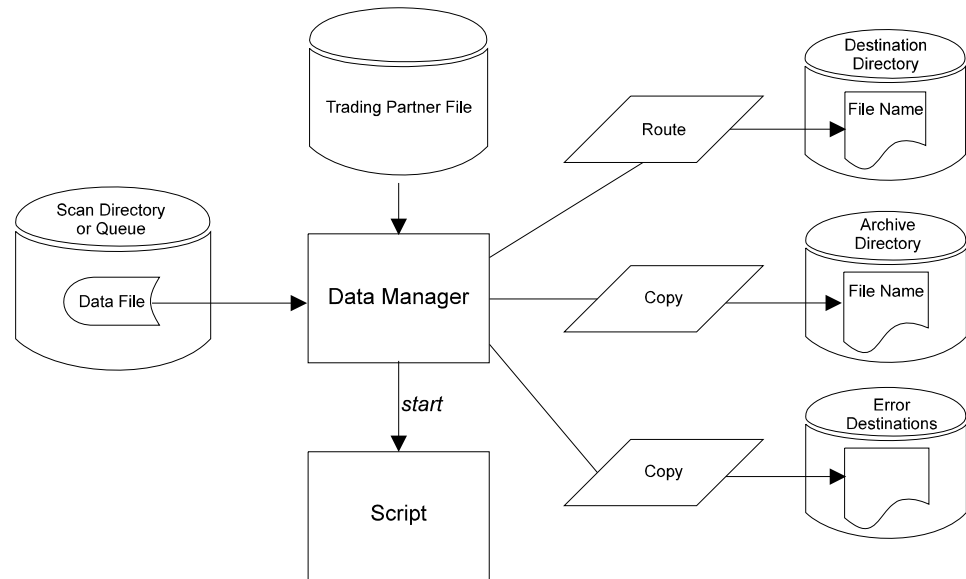 Trading Partner File
Destination
Directory
File Name
Route
Scan Directory
or Queue
Data File
Data Manager
Archive
Directory
File Name
Copy
start
Script
Error
Destinations
Copy